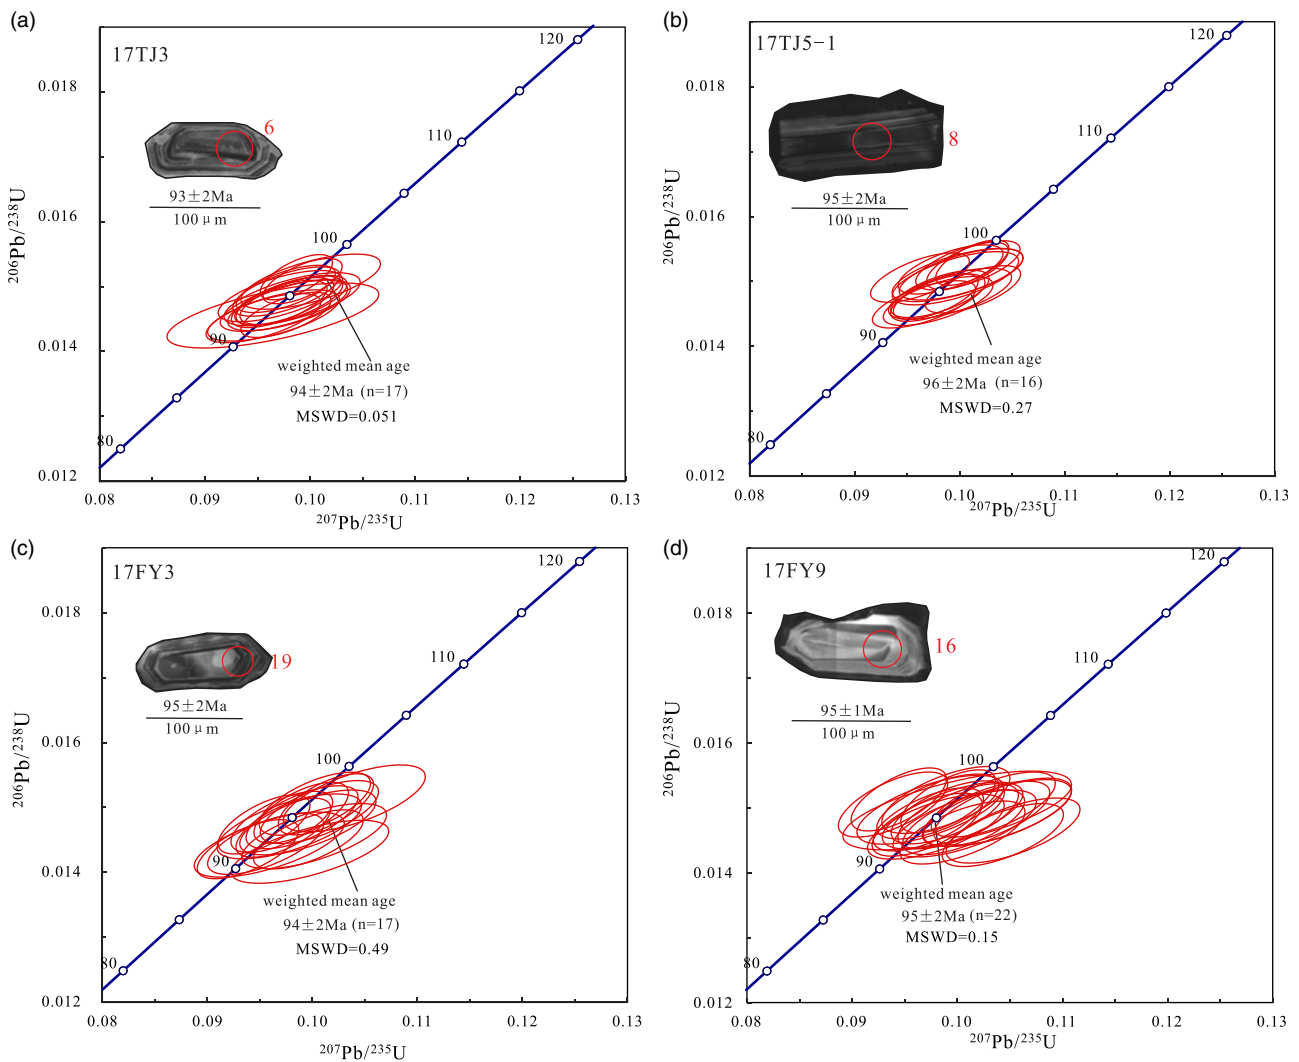 (a)
17TJ3
120
0.018
6
110
93±2Ma
100 μm
0.016
100
206Pb/238U
90
0.014
weighted mean age
94±2Ma (n=17)
MSWD=0.051
80
0.012
0.08 0.09 0.10 0.11 0.12 0.13
207Pb/235U
(b)
17TJ5-1
120
0.018
110
8
95±2Ma
100 μm
0.016
100
206Pb/238U
90
0.014
weighted mean age
96±2Ma (n=16)
MSWD=0.27
80
0.012
0.08 0.09 0.10 0.11 0.12 0.13
207Pb/235U
(c)
17FY3
120
0.018
110
19
95±2Ma
100 μm
0.016
100
206Pb/238U
90
0.014
weighted mean age
94±2Ma (n=17)
MSWD=0.49
80
0.012
0.08 0.09 0.10 0.11 0.12 0.13
207Pb/235U
(d)
17FY9
120
0.018
16
110
95±1Ma
100 μm
0.016
100
206Pb/238U
90
0.014
weighted mean age
95±2Ma (n=22)
MSWD=0.15
80
0.012
0.08 0.09 0.10 0.11 0.12 0.13
207Pb/235U